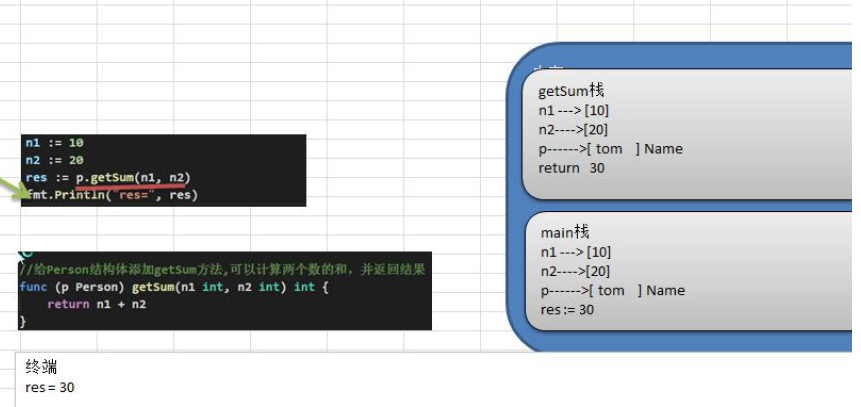 n1 := 10
n2 := 20
res := p.getSum(n1, n2)
fmt.Println("res=", res)
//给Person结构体添加getSum方法,可以计算两个数的和，并返回结果
func (p Person) getSum(n1 int, n2 int) int {
return n1 + n2
}
终端
res = 30
getSum栈
n1 ---> [10]
n2---->[20]
p------>[ tom ] Name
return 30
main栈
n1 ---> [10]
n2---->[20]
p------>[ tom ] Name
res := 30